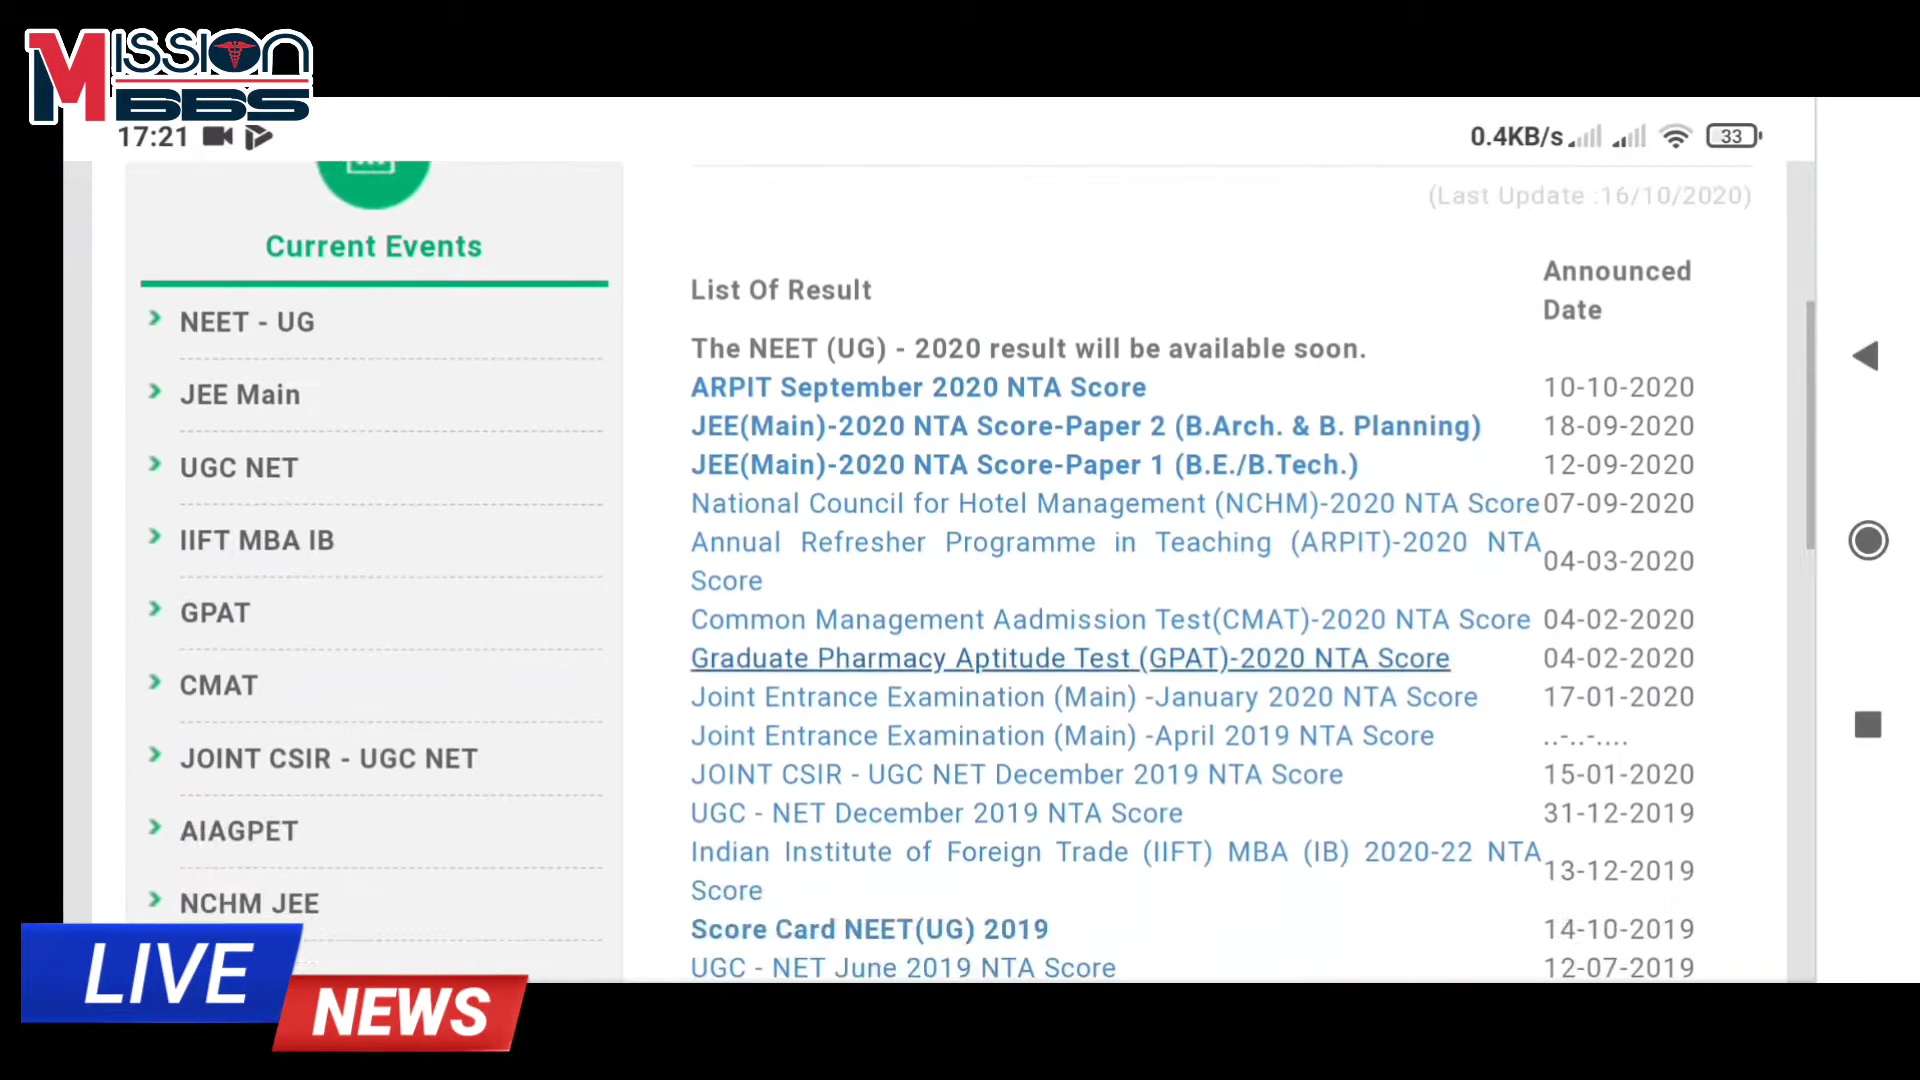 MISSION
MBBS
17:21
0.4KB/s
33
(Last Update :16/10/2020)
Current Events
NEET - UG
JEE Main
UGC NET
IIFT MBA IB
GPAT
CMAT
JOINT CSIR - UGC NET
AIAGPET
NCHM JEE
List Of Result
Announced
Date
The NEET (UG) - 2020 result will be available soon.
ARPIT September 2020 NTA Score 10-10-2020
JEE(Main)-2020 NTA Score-Paper 2 (B.Arch. & B. Planning) 18-09-2020
JEE(Main)-2020 NTA Score-Paper 1 (B.E./B.Tech.) 12-09-2020
National Council for Hotel Management (NCHM)-2020 NTA Score 07-09-2020
Annual Refresher Programme in Teaching (ARPIT)-2020 NTA
Score
04-03-2020
Common Management Aadmission Test(CMAT)-2020 NTA Score 04-02-2020
Graduate Pharmacy Aptitude Test (GPAT)-2020 NTA Score 04-02-2020
Joint Entrance Examination (Main) -January 2020 NTA Score 17-01-2020
Joint Entrance Examination (Main) -April 2019 NTA Score ..-..-....
JOINT CSIR - UGC NET December 2019 NTA Score 15-01-2020
UGC - NET December 2019 NTA Score 31-12-2019
Indian Institute of Foreign Trade (IIFT) MBA (IB) 2020-22 NTA
Score
13-12-2019
Score Card NEET(UG) 2019 14-10-2019
UGC - NET June 2019 NTA Score 12-07-2019
LIVE
NEWS